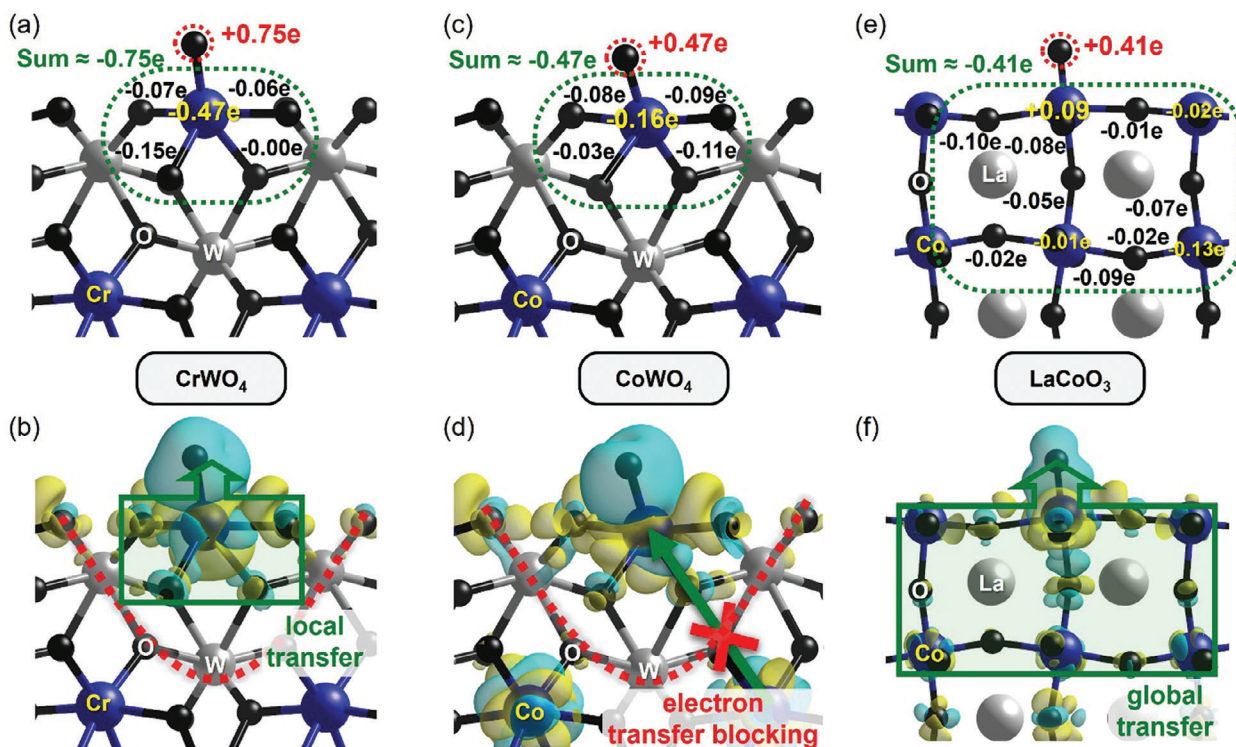 (a)
+0.75e
Sum ≈ -0.75e
-0.07e
-0.06e
-0.47e
-0.15e
-0.00e
O
W
Cr
(c)
+0.47e
Sum ≈ -0.47e
-0.08e
-0.09e
-0.16e
-0.03e
-0.11e
O
W
Co
(e)
+0.41e
Sum ≈ -0.41e
+0.09
-0.02e
-0.10e
-0.08e
-0.01e
O
La
-0.05e
-0.07e
Co
-0.01e
-0.02e
-0.13e
-0.02e
-0.09e
CrWO4
CoWO4
LaCoO3
(b)
local
transfer
O
W
Cr
(d)
O
W
Co
electron
transfer blocking
(f)
O
La
Co
global
transfer